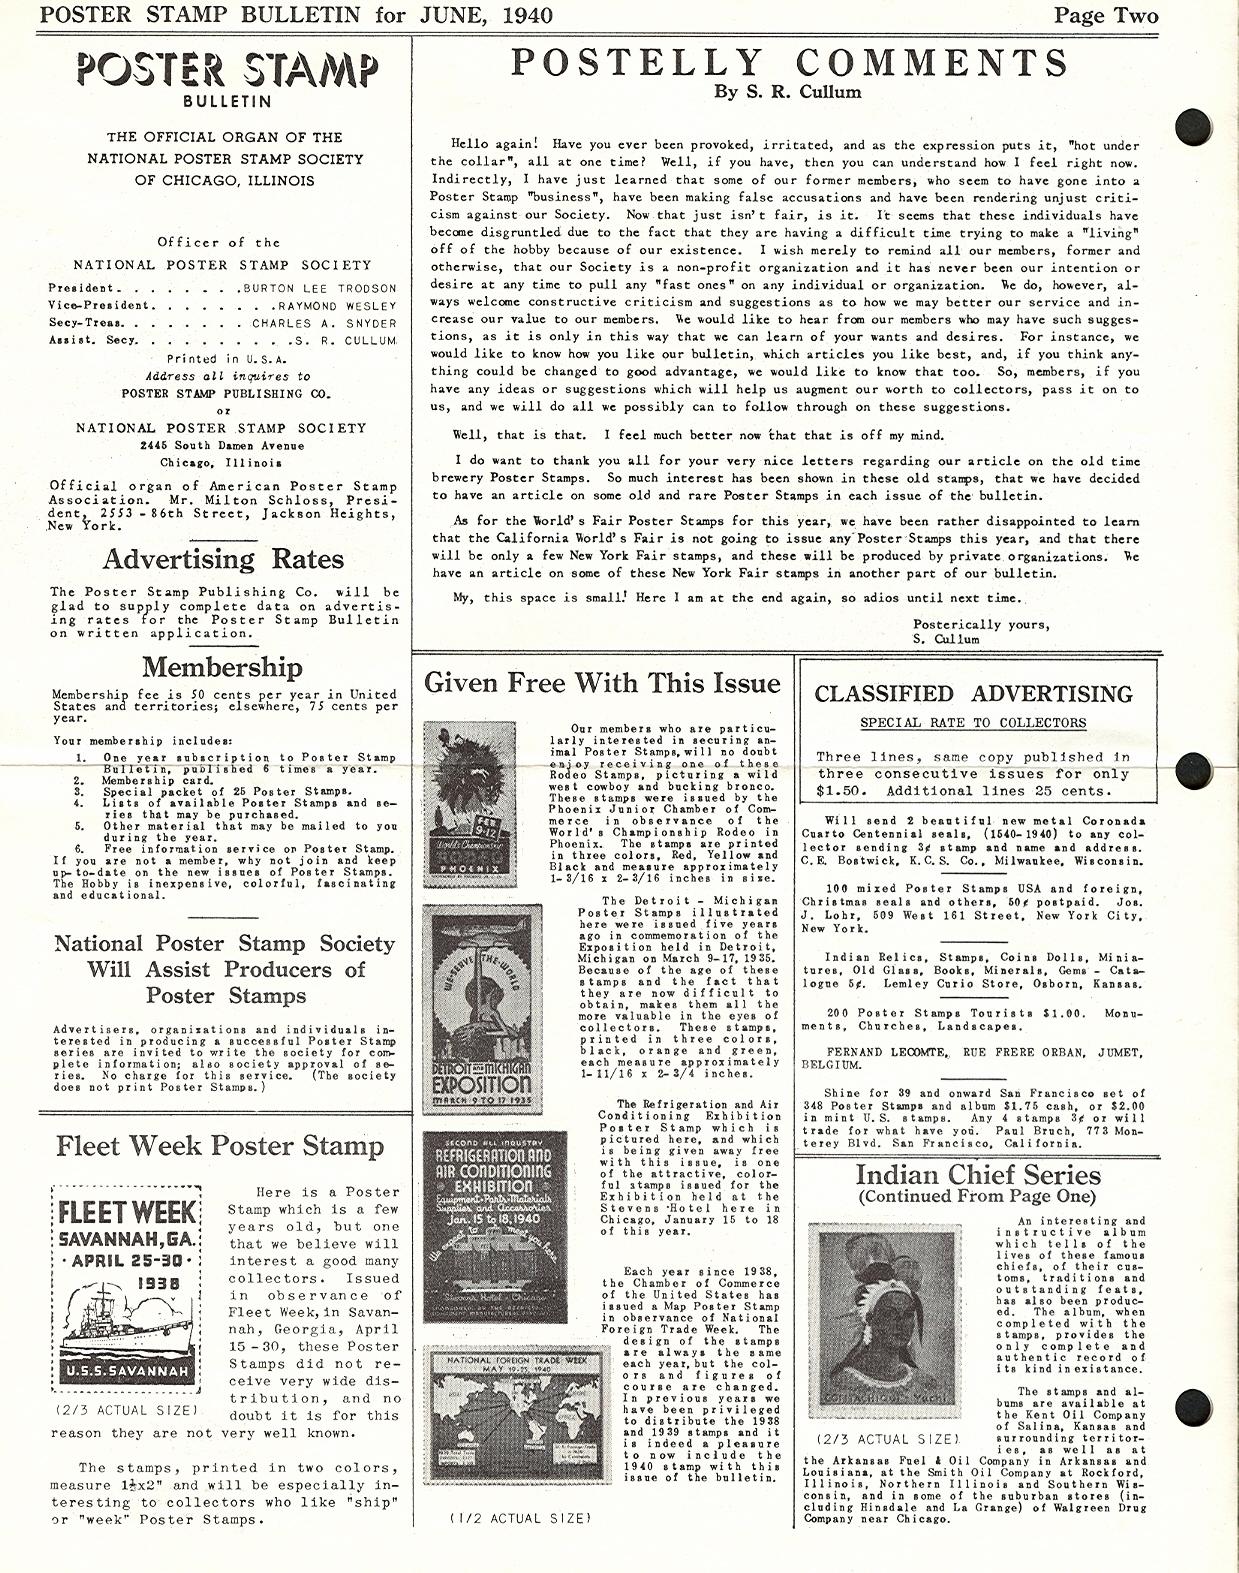 POSTER STAMP BULLETIN for JUNE, 1940
Page Two
POSTER STAMP
BULLETIN
THE OFFICIAL ORGAN OF THE
NATIONAL POSTER STAMP SOCIETY
OF CHICAGO, ILLINOIS
Officer of the
NATIONAL POSTER STAMP SOCIETY
President. . . . . . . .BURTON LEE TRODSON
Vice-President. . . . . . . .RAYMOND WESLEY
Secy-Treas. . . . . . . . CHARLES A. SNYDER
Assist. Secy. . . . . . . . . .S. R. CULLUM
Printed in U.S.A.
Address all inquires to
POSTER STAMP PUBLISHING CO.
or
NATIONAL POSTER STAMP SOCIETY
2445 South Damen Avenue
Chicago, Illinois
Official organ of American Poster Stamp
Association. Mr. Milton Schloss, Presi-
dent, 2553 - 86th Street, Jackson Heights,
New York.
Advertising Rates
The Poster Stamp Publishing Co. will be
glad to supply complete data on advertis-
ing rates for the Poster Stamp Bulletin
on written application.
Membership
Membership fee is 50 cents per year in United
States and territories; elsewhere, 75 cents per
year.
Your membership includes:
1. One year subscription to Poster Stamp
Bulletin, published 6 times a year.
2. Membership card.
3. Special packet of 25 Poster Stamps.
4. Lists of available Poster Stamps and se-
ries that may be purchased.
5. Other material that may be mailed to you
during the year.
6. Free information service on Poster Stamp.
If you are not a member, why not join and keep
up-to-date on the new issues of Poster Stamps.
The Hobby is inexpensive, colorful, fascinating
and educational.
National Poster Stamp Society
Will Assist Producers of
Poster Stamps
Advertisers, organizations and individuals in-
terested in producing a successful Poster Stamp
series are invited to write the society for com-
plete information; also society approval of se-
ries. No charge for this service. (The society
does not print Poster Stamps.)
Fleet Week Poster Stamp
FLEET WEEK
SAVANNAH, GA.
· APRIL 25-30 ·
1938
U.S.S. SAVANNAH
(2/3 ACTUAL SIZE)
Here is a Poster
Stamp which is a few
years old, but one
that we believe will
interest a good many
collectors. Issued
in observance of
Fleet Week, in Savan-
nah, Georgia, April
15 - 30, these Poster
Stamps did not re-
ceive very wide dis-
tribution, and no
doubt it is for this
reason they are not very well known.
The stamps, printed in two colors,
measure 1½x2" and will be especially in-
teresting to collectors who like "ship"
or "week" Poster Stamps.
POSTELLY COMMENTS
By S. R. Cullum
Hello again! Have you ever been provoked, irritated, and as the expression puts it, "hot under
the collar", all at one time? Well, if you have, then you can understand how I feel right now.
Indirectly, I have just learned that some of our former members, who seem to have gone into a
Poster Stamp "business", have been making false accusations and have been rendering unjust criti-
cism against our Society. Now that just isn't fair, is it. It seems that these individuals have
become disgruntled due to the fact that they are having a difficult time trying to make a "living"
off of the hobby because of our existence. I wish merely to remind all our members, former and
otherwise, that our Society is a non-profit organization and it has never been our intention or
desire at any time to pull any "fast ones" on any individual or organization. We do, however, al-
ways welcome constructive criticism and suggestions as to how we may better our service and in-
crease our value to our members. We would like to hear from our members who may have such sugges-
tions, as it is only in this way that we can learn of your wants and desires. For instance, we
would like to know how you like our bulletin, which articles you like best, and, if you think any-
thing could be changed to good advantage, we would like to know that too. So, members, if you
have any ideas or suggestions which will help us augment our worth to collectors, pass it on to
us, and we will do all we possibly can to follow through on these suggestions.
Well, that is that. I feel much better now that that is off my mind.
I do want to thank you all for your very nice letters regarding our article on the old time
brewery Poster Stamps. So much interest has been shown in these old stamps, that we have decided
to have an article on some old and rare Poster Stamps in each issue of the bulletin.
As for the World's Fair Poster Stamps for this year, we have been rather disappointed to learn
that the California World's Fair is not going to issue any Poster Stamps this year, and that there
will be only a few New York Fair stamps, and these will be produced by private organizations. We
have an article on some of these New York Fair stamps in another part of our bulletin.
My, this space is small! Here I am at the end again, so adios until next time.
Posterically yours,
S. Cullum
Given Free With This Issue
FEB.
9-12
World's Championship
RODEO
PHOENIX
Our members who are particu-
larly interested in securing an-
imal Poster Stamps, will no doubt
enjoy receiving one of these
Rodeo Stamps, picturing a wild
west cowboy and bucking bronco.
These stamps were issued by the
Phoenix Junior Chamber of Com-
merce in observance of the
World's Championship Rodeo in
Phoenix. The stamps are printed
in three colors, Red, Yellow and
Black and measure approximately
1-3/16 x 2-3/16 inches in size.
WE SERVE THE WORLD
DETROIT AND MICHIGAN
EXPOSITION
MARCH 9 TO 17 1935
The Detroit - Michigan
Poster Stamps illustrated
here were issued five years
ago in commemoration of the
Exposition held in Detroit,
Michigan on March 9-17, 1935.
Because of the age of these
stamps and the fact that
they are now difficult to
obtain, makes them all the
more valuable in the eyes of
collectors. These stamps,
printed in three colors,
black, orange and green,
each measure approximately
1-11/16 x 2-3/4 inches.
SECOND ALL INDUSTRY
REFRIGERATION AND
AIR CONDITIONING
EXHIBITION
Equipment-Parts-Materials
Supplies and Accessories
Jan. 15 to 18, 1940
We expect to meet you here
Stevens Hotel - Chicago
The Refrigeration and Air
Conditioning Exhibition
Poster Stamp which is
pictured here, and which
is being given away free
with this issue, is one
of the attractive, color-
ful stamps issued for the
Exhibition held at the
Stevens Hotel here in
Chicago, January 15 to 18
of this year.
NATIONAL FOREIGN TRADE WEEK
MAY 19-25, 1940
(1/2 ACTUAL SIZE)
Each year since 1938,
the Chamber of Commerce
of the United States has
issued a Map Poster Stamp
in observance of National
Foreign Trade Week. The
design of the stamps
are always the same
each year, but the col-
ors and figures of
course are changed.
In previous years we
have been privileged
to distribute the 1938
and 1939 stamps and it
is indeed a pleasure
to now include the
1940 stamp with this
issue of the bulletin.
CLASSIFIED ADVERTISING
SPECIAL RATE TO COLLECTORS
Three lines, same copy published in
three consecutive issues for only
$1.50. Additional lines 25 cents.
Will send 2 beautiful new metal Coronada
Cuarto Centennial seals, (1540-1940) to any col-
lector sending 3¢ stamp and name and address.
C.E. Bostwick, K.C.S. Co., Milwaukee, Wisconsin.
100 mixed Poster Stamps USA and foreign,
Christmas seals and others, 50¢ postpaid. Jos.
J. Lohr, 509 West 161 Street, New York City,
New York.
Indian Relics, Stamps, Coins Dolls, Minia-
tures, Old Glass, Books, Minerals, Gems - Cata-
logue 5¢. Lemley Curio Store, Osborn, Kansas.
200 Poster Stamps Tourists $1.00. Monu-
ments, Churches, Landscapes.
FERNAND LECOMTE, RUE FRERE ORBAN, JUMET,
BELGIUM.
Shine for 39 and onward San Francisco set of
348 Poster Stamps and album $1.75 cash, or $2.00
in mint U.S. stamps. Any 4 stamps 3¢ or will
trade for what have you. Paul Bruch, 773 Mon-
terey Blvd. San Francisco, California.
Indian Chief Series
(Continued From Page One)
(2/3 ACTUAL SIZE)
An interesting and
instructive album
which tells of the
lives of these famous
chiefs, of their cus-
toms, traditions and
outstanding feats,
has also been produc-
ed. The album, when
completed with the
stamps, provides the
only complete and
authentic record of
its kind in existance.
The stamps and al-
bums are available at
the Kent Oil Company
of Salina, Kansas and
surrounding territor-
ies, as well as at
the Arkansas Fuel & Oil Company in Arkansas and
Louisiana, at the Smith Oil Company at Rockford,
Illinois, Northern Illinois and Southern Wis-
consin, and in some of the suburban stores (in-
cluding Hinsdale and La Grange) of Walgreen Drug
Company near Chicago.